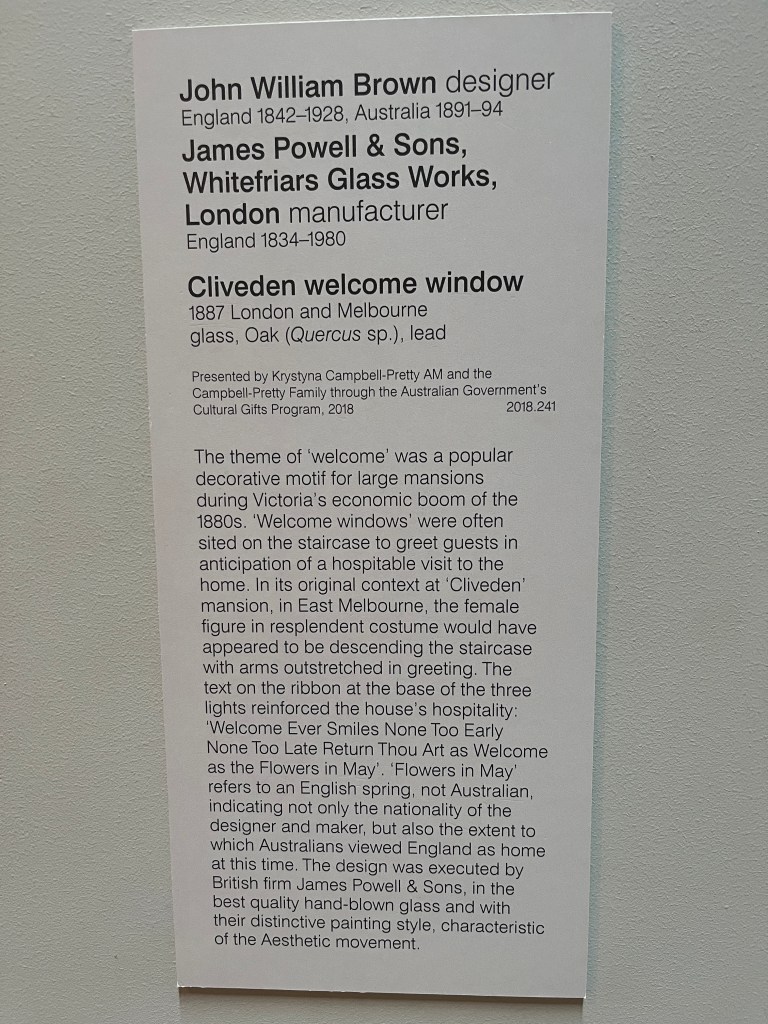 John William Brown designer
England 1842–1928, Australia 1891–94
James Powell & Sons,
Whitefriars Glass Works,
London manufacturer
England 1834–1980
Cliveden welcome window
1887 London and Melbourne
glass, Oak (Quercus sp.), lead
Presented by Krystyna Campbell-Pretty AM and the
Campbell-Pretty Family through the Australian Government's
Cultural Gifts Program, 2018 2018.241
The theme of 'welcome' was a popular
decorative motif for large mansions
during Victoria's economic boom of the
1880s. 'Welcome windows' were often
sited on the staircase to greet guests in
anticipation of a hospitable visit to the
home. In its original context at 'Cliveden'
mansion, in East Melbourne, the female
figure in resplendent costume would have
appeared to be descending the staircase
with arms outstretched in greeting. The
text on the ribbon at the base of the three
lights reinforced the house's hospitality:
'Welcome Ever Smiles None Too Early
None Too Late Return Thou Art as Welcome
as the Flowers in May'. 'Flowers in May'
refers to an English spring, not Australian,
indicating not only the nationality of the
designer and maker, but also the extent to
which Australians viewed England as home
at this time. The design was executed by
British firm James Powell & Sons, in the
best quality hand-blown glass and with
their distinctive painting style, characteristic
of the Aesthetic movement.